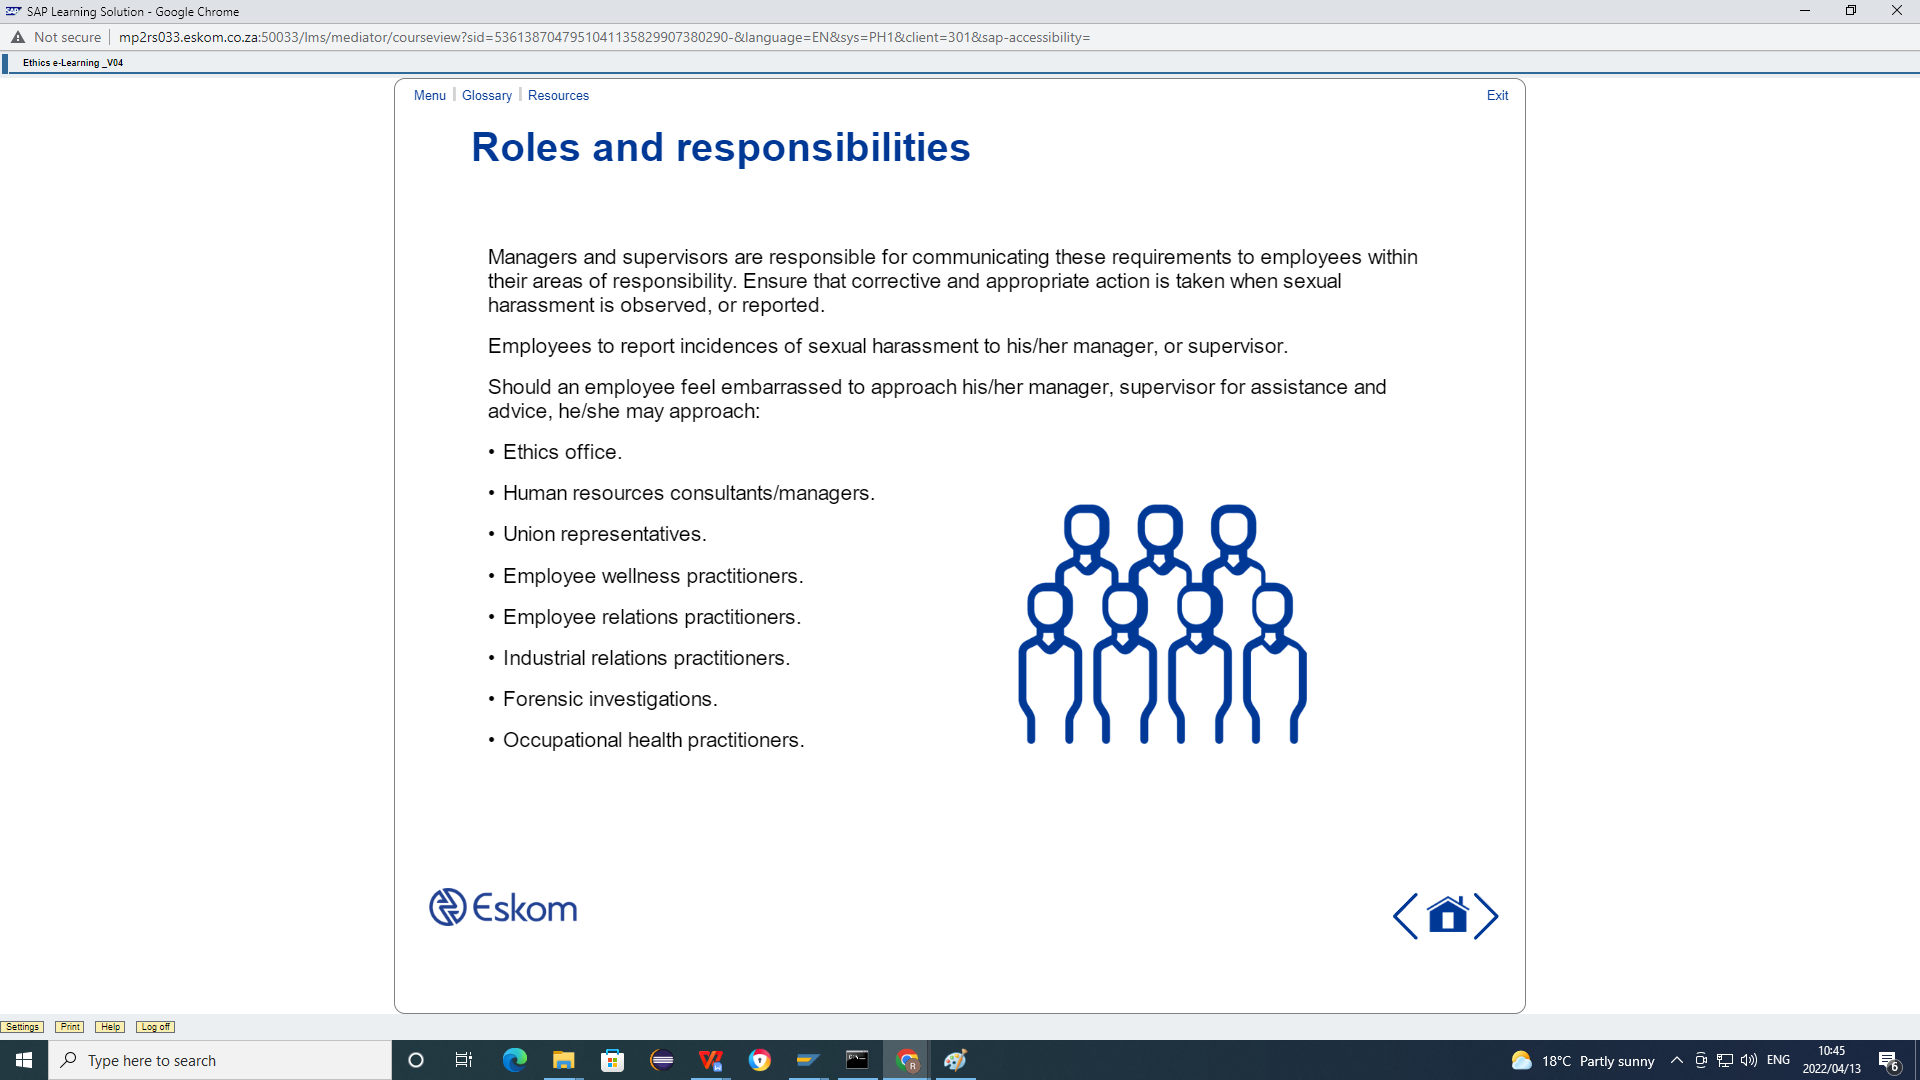 SAP Learning Solution - Google Chrome
Not secure | mp2rs033.eskom.co.za:50033/lms/mediator/courseview?sid=5361387047951041135829907380290-&language=EN&sys=PH1&client=301&sap-accessibility=
Ethics e-Learning _V04
Menu | Glossary | Resources
Exit
Roles and responsibilities
Managers and supervisors are responsible for communicating these requirements to employees within
their areas of responsibility. Ensure that corrective and appropriate action is taken when sexual
harassment is observed, or reported.
Employees to report incidences of sexual harassment to his/her manager, or supervisor.
Should an employee feel embarrassed to approach his/her manager, supervisor for assistance and
advice, he/she may approach:
• Ethics office.
• Human resources consultants/managers.
• Union representatives.
• Employee wellness practitioners.
• Employee relations practitioners.
• Industrial relations practitioners.
• Forensic investigations.
• Occupational health practitioners.
Eskom
Settings Print Help Log off
Type here to search
18°C Partly sunny
ENG
10:45
2022/04/13
6